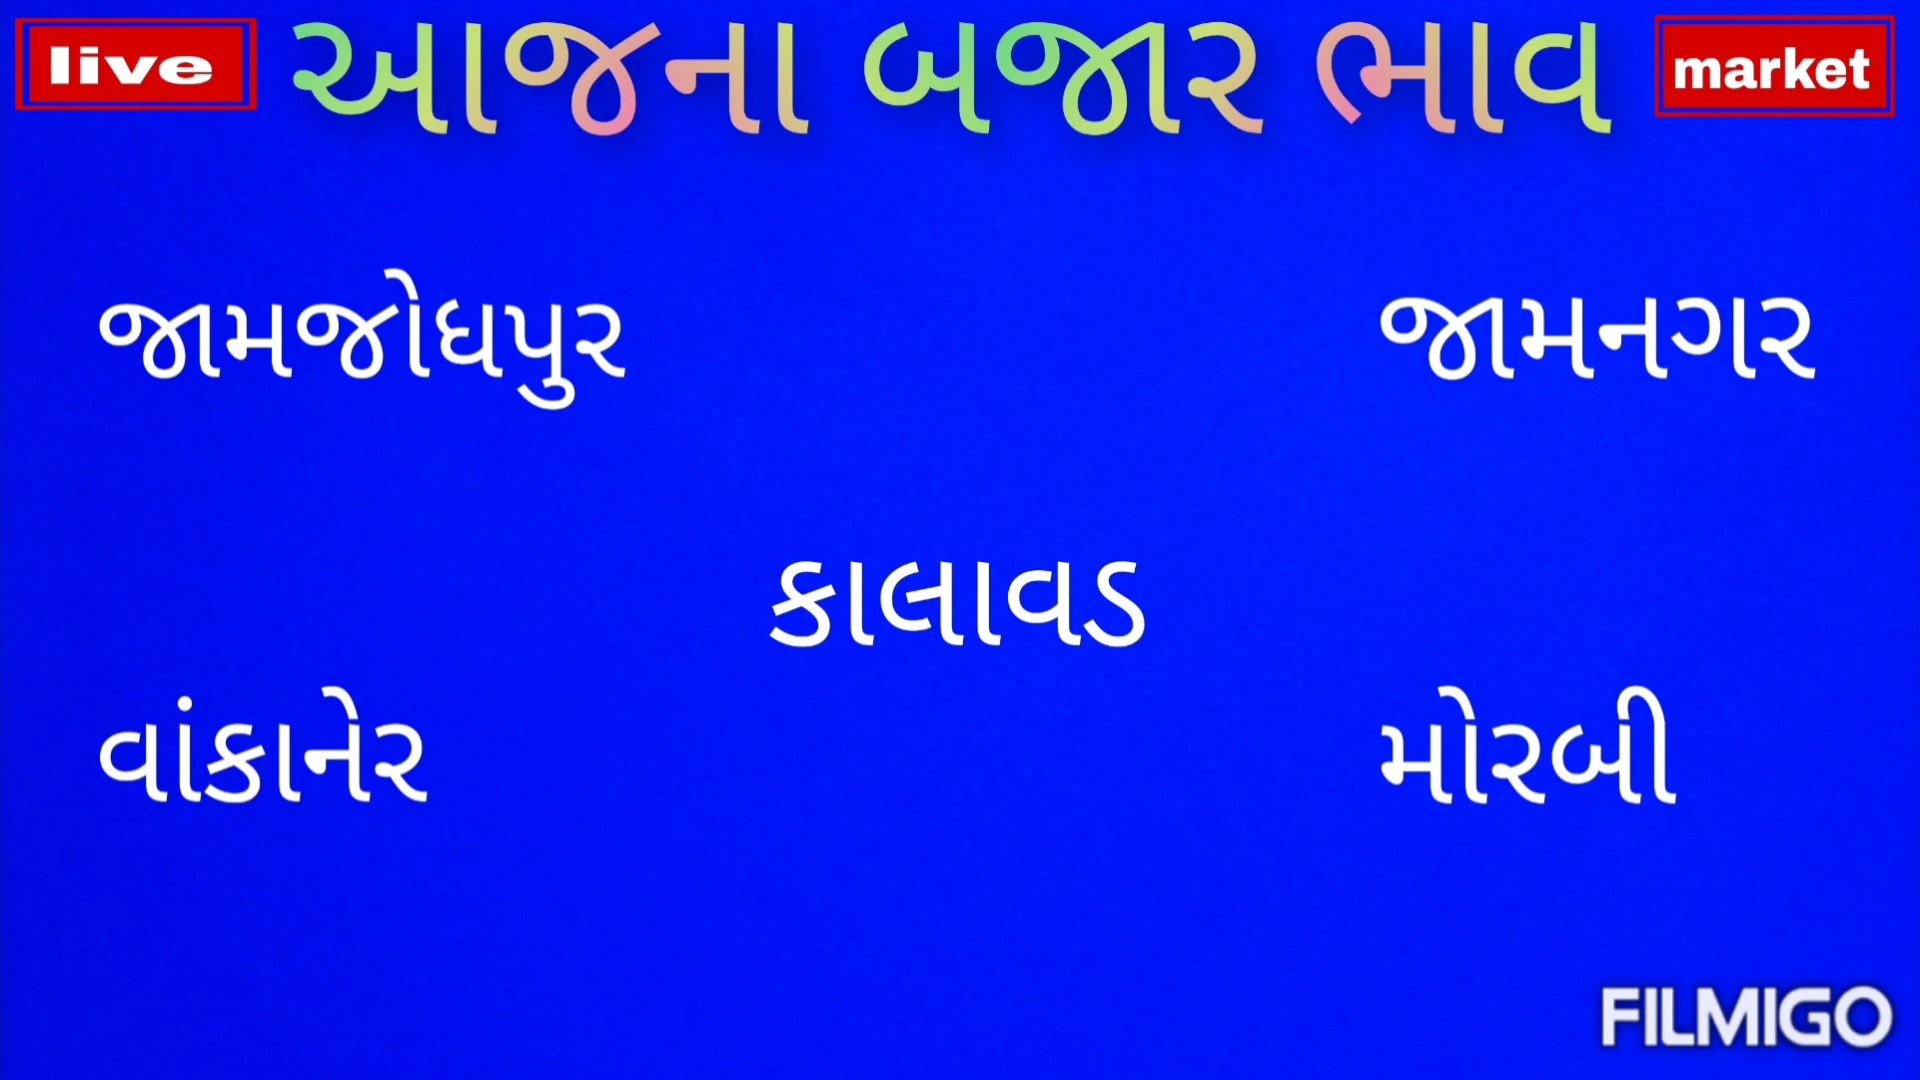 live આજના બજાર ભાવ market
જામજોધપુર જામનગર
કાલાવડ
વાંકાનેર મોરબી
FILMIGO